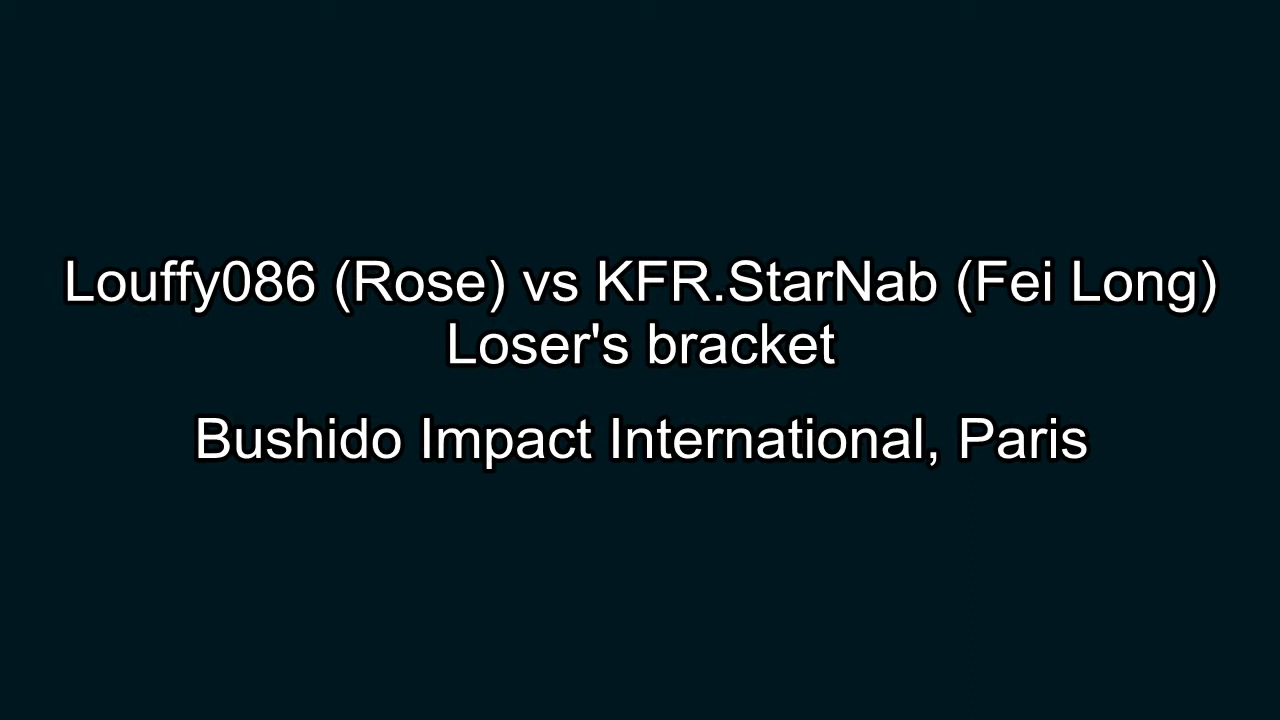 Louffy086 (Rose) vs KFR.StarNab (Fei Long)
Loser's bracket
Bushido Impact International, Paris